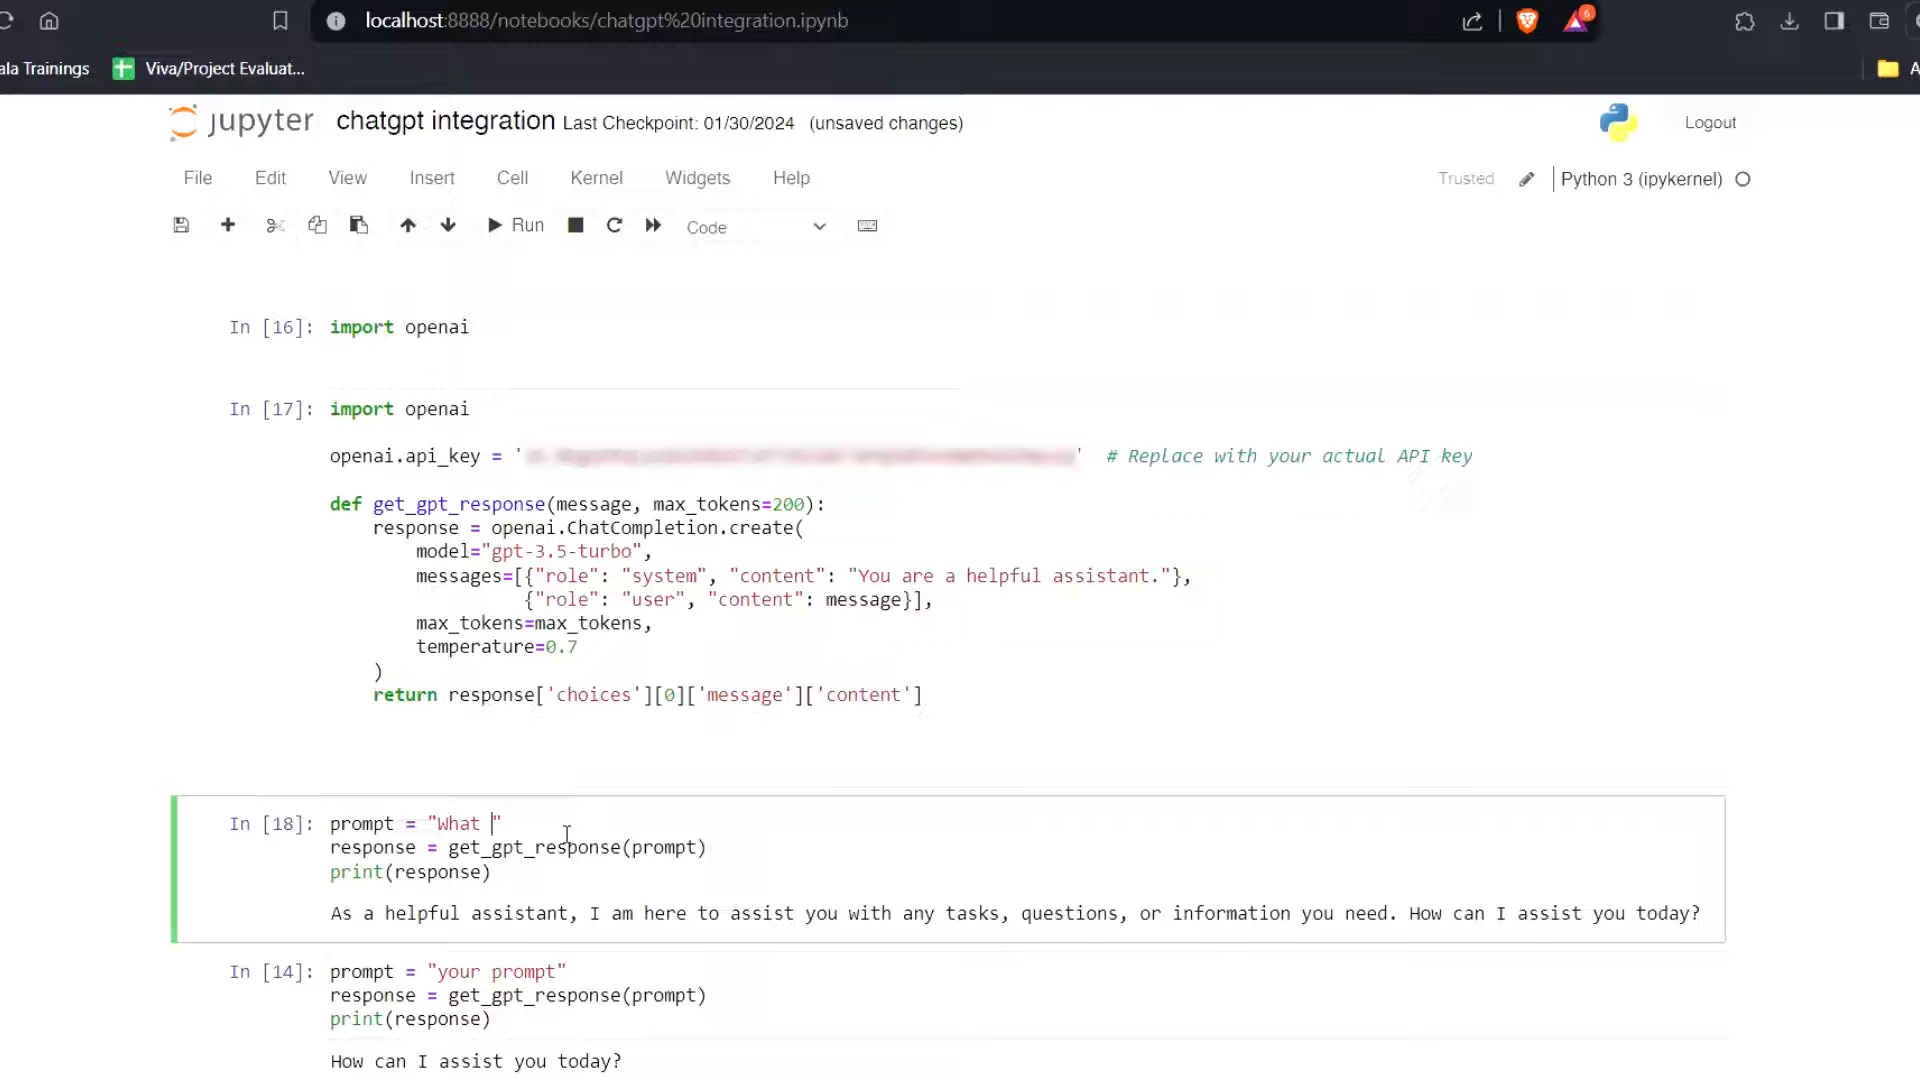 localhost:8888/notebooks/chatgpt%20integration.ipynb
6
ala Trainings
Viva/Project Evaluat...
A
jupyter chatgpt integration Last Checkpoint: 01/30/2024 (unsaved changes)
Logout
File Edit View Insert Cell Kernel Widgets Help
Trusted
Python 3 (ipykernel)
Run
Code
In [16]: import openai
In [17]: import openai
openai.api_key = ' ' # Replace with your actual API key
def get_gpt_response(message, max_tokens=200):
response = openai.ChatCompletion.create(
model="gpt-3.5-turbo",
messages=[{"role": "system", "content": "You are a helpful assistant."},
{"role": "user", "content": message}],
max_tokens=max_tokens,
temperature=0.7
)
return response['choices'][0]['message']['content']
In [18]: prompt = "What "
response = get_gpt_response(prompt)
print(response)
As a helpful assistant, I am here to assist you with any tasks, questions, or information you need. How can I assist you today?
In [14]: prompt = "your prompt"
response = get_gpt_response(prompt)
print(response)
How can I assist you today?